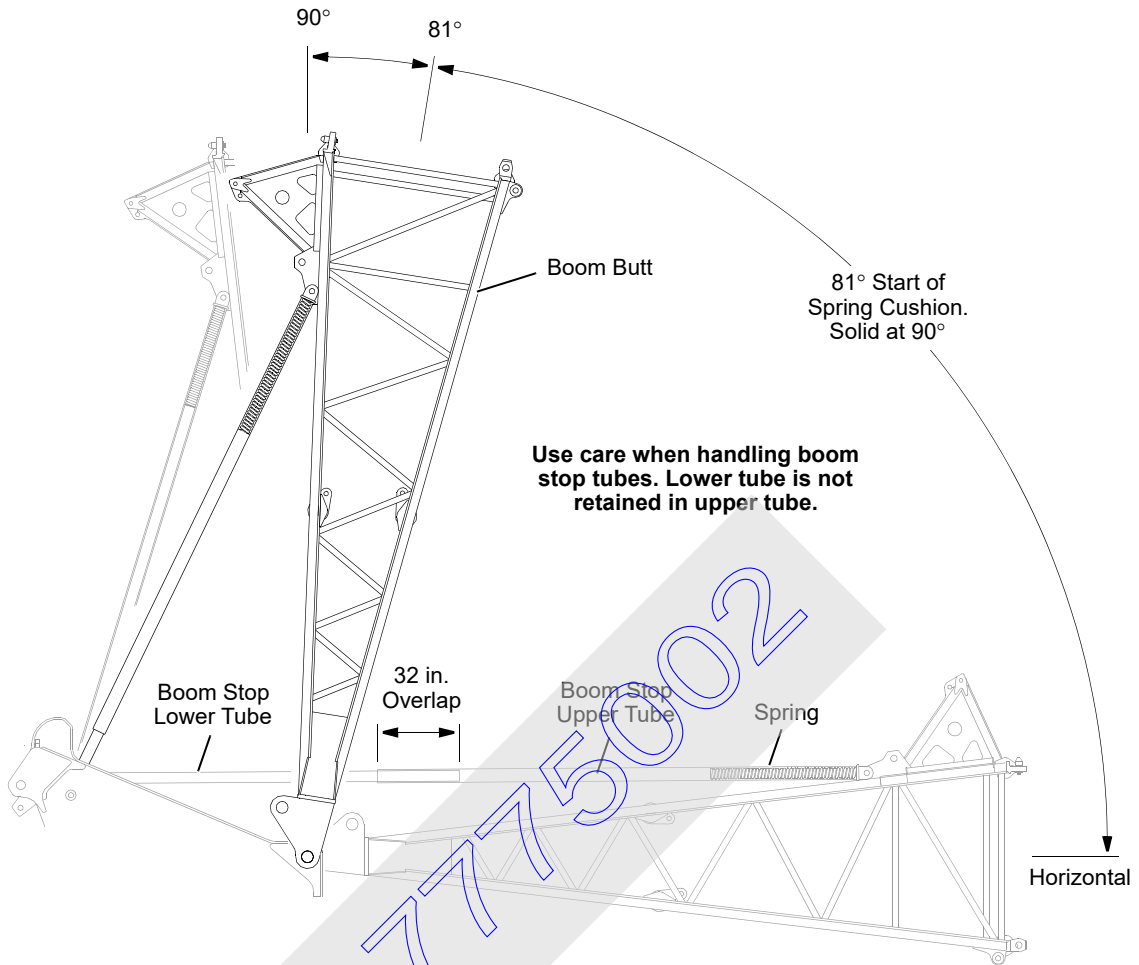 90°
81°
Boom Butt
81° Start of
Spring Cushion.
Solid at 90°
Use care when handling boom
stop tubes. Lower tube is not
retained in upper tube.
Boom Stop
Lower Tube
32 in.
Overlap
Boom Stop
Upper Tube
Spring
Horizontal
7775002